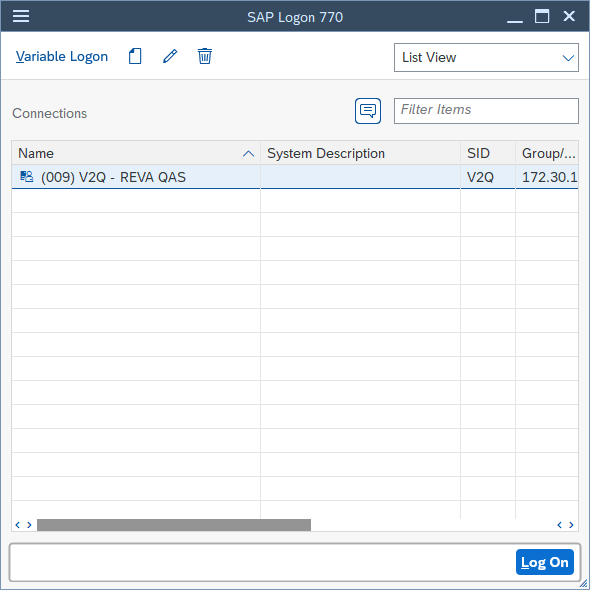 SAP Logon 770
Variable Logon
List View
Connections
Filter Items
Name System Description SID Group/...
(009) V2Q - REVA QAS V2Q 172.30.1
Log On